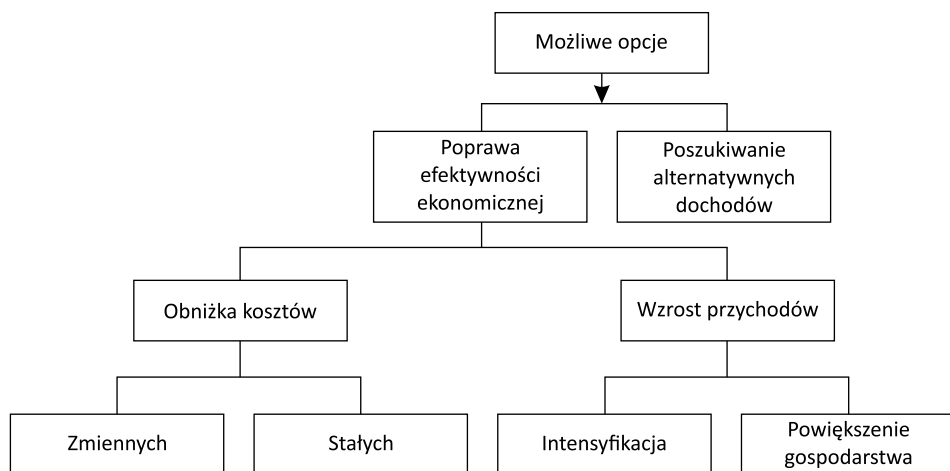 Możliwe opcje
Poprawa
efektywności
ekonomicznej
Poszukiwanie
alternatywnych
dochodów
Obniżka kosztów
Wzrost przychodów
Zmiennych
Stałych
Intensyfikacja
Powiększenie
gospodarstwa